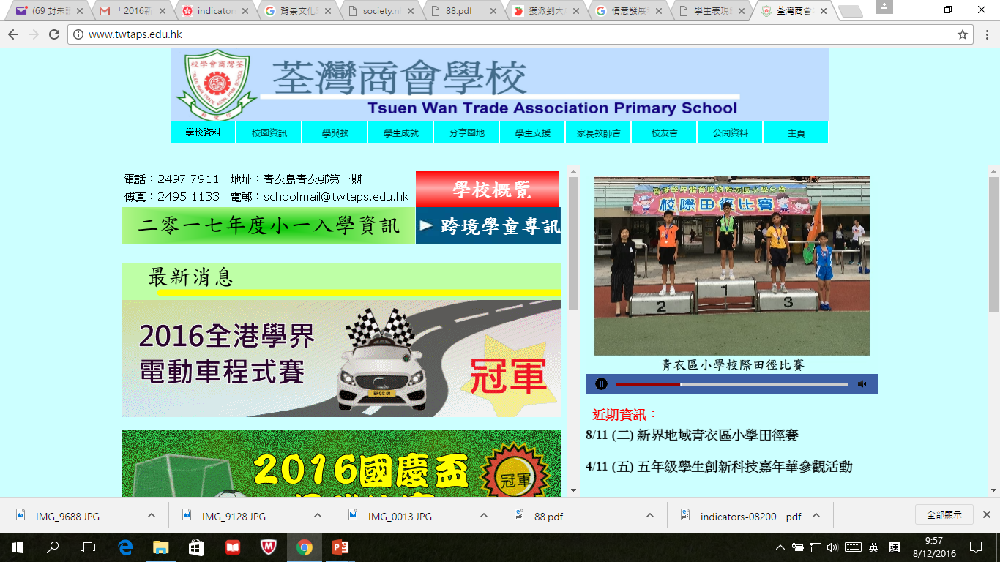 (69 封未讀
「2016新
indicator
背景文化
society.n
88.pdf
獲派到大
情意發展
學生表現
荃灣商會
www.twtaps.edu.hk
荃灣商會學校
TSUEN WAN TRADE ASSN. PRIM. SCHOOL
荃灣商會學校
Tsuen Wan Trade Association Primary School
學校資料 校園資訊 學與教 學生成就 分享園地 學生支援 家長教師會 校友會 公開資料 主頁
電話：2497 7911 地址：青衣島青衣邨第一期
傳真：2495 1133 電郵：schoolmail@twtaps.edu.hk
學校概覽
二零一七年度小一入學資訊
跨境學童專訊
最新消息
2016全港學界
電動車程式賽
冠軍
2016國慶盃
冠軍
校際田徑比賽
2 1 3
青衣區小學校際田徑比賽
近期資訊：
8/11 (二) 新界地域青衣區小學田徑賽
4/11 (五) 五年級學生創新科技嘉年華參觀活動
IMG_9688.JPG
IMG_9128.JPG
IMG_0013.JPG
88.pdf
indicators-08200....pdf
全部顯示
英
速
9:57
8/12/2016